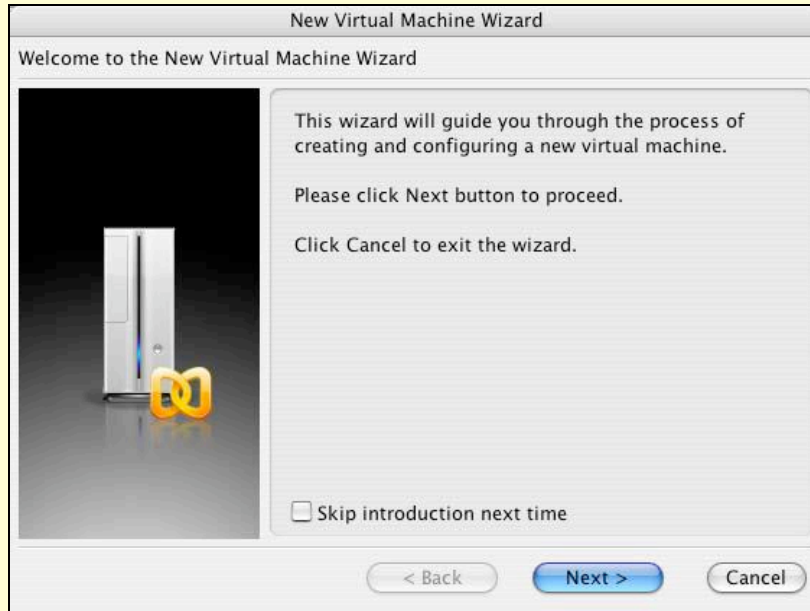 New Virtual Machine Wizard
Welcome to the New Virtual Machine Wizard
This wizard will guide you through the process of
creating and configuring a new virtual machine.
Please click Next button to proceed.
Click Cancel to exit the wizard.
Skip introduction next time
< Back
Next >
Cancel